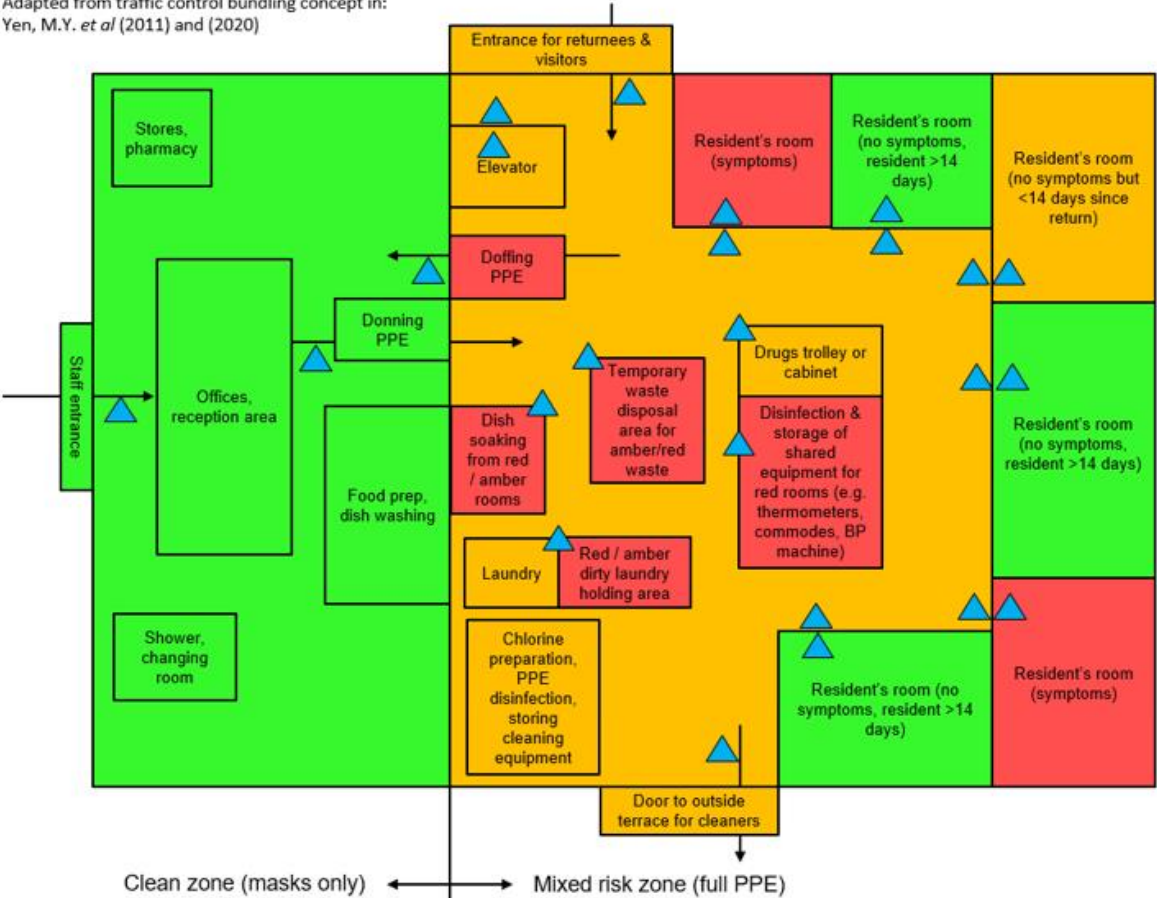 Adapted from traffic control bundling concept in:
Yen, M.Y. et al (2011) and (2020)
Entrance for returnees &
visitors
Stores,
pharmacy
Elevator
Resident's room
(symptoms)
Resident's room
(no symptoms,
resident >14
days)
Resident's room
(no symptoms but
<14 days since
return)
Doffing
PPE
Donning
PPE
Staff entrance
Offices,
reception area
Food prep,
dish washing
Dish
soaking
from red
/ amber
rooms
Temporary
waste
disposal
area for
amber/red
waste
Drugs trolley or
cabinet
Disinfection &
storage of
shared
equipment for
red rooms (e.g.
thermometers,
commodes, BP
machine)
Resident's room
(no symptoms,
resident >14 days)
Laundry
Red / amber
dirty laundry
holding area
Shower,
changing
room
Chlorine
preparation,
PPE
disinfection,
storing
cleaning
equipment
Resident's room (no
symptoms, resident >14
days)
Resident's room
(symptoms)
Door to outside
terrace for cleaners
Clean zone (masks only)
Mixed risk zone (full PPE)